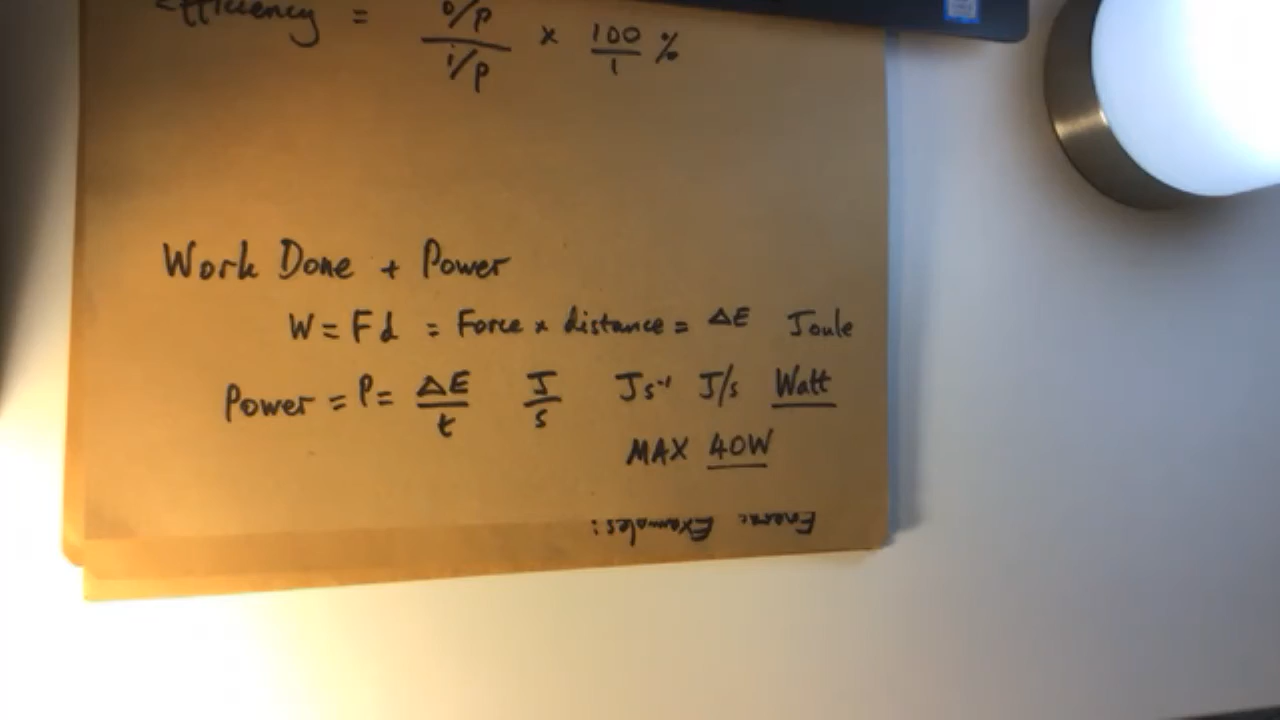 Efficiency = o/p / i/p × 100/1 %
Work Done + Power
W = Fd = Force × distance = ΔE Joule
Power = P = ΔE/t J/s Js⁻¹ J/s Watt
MAX 40W
Examples: